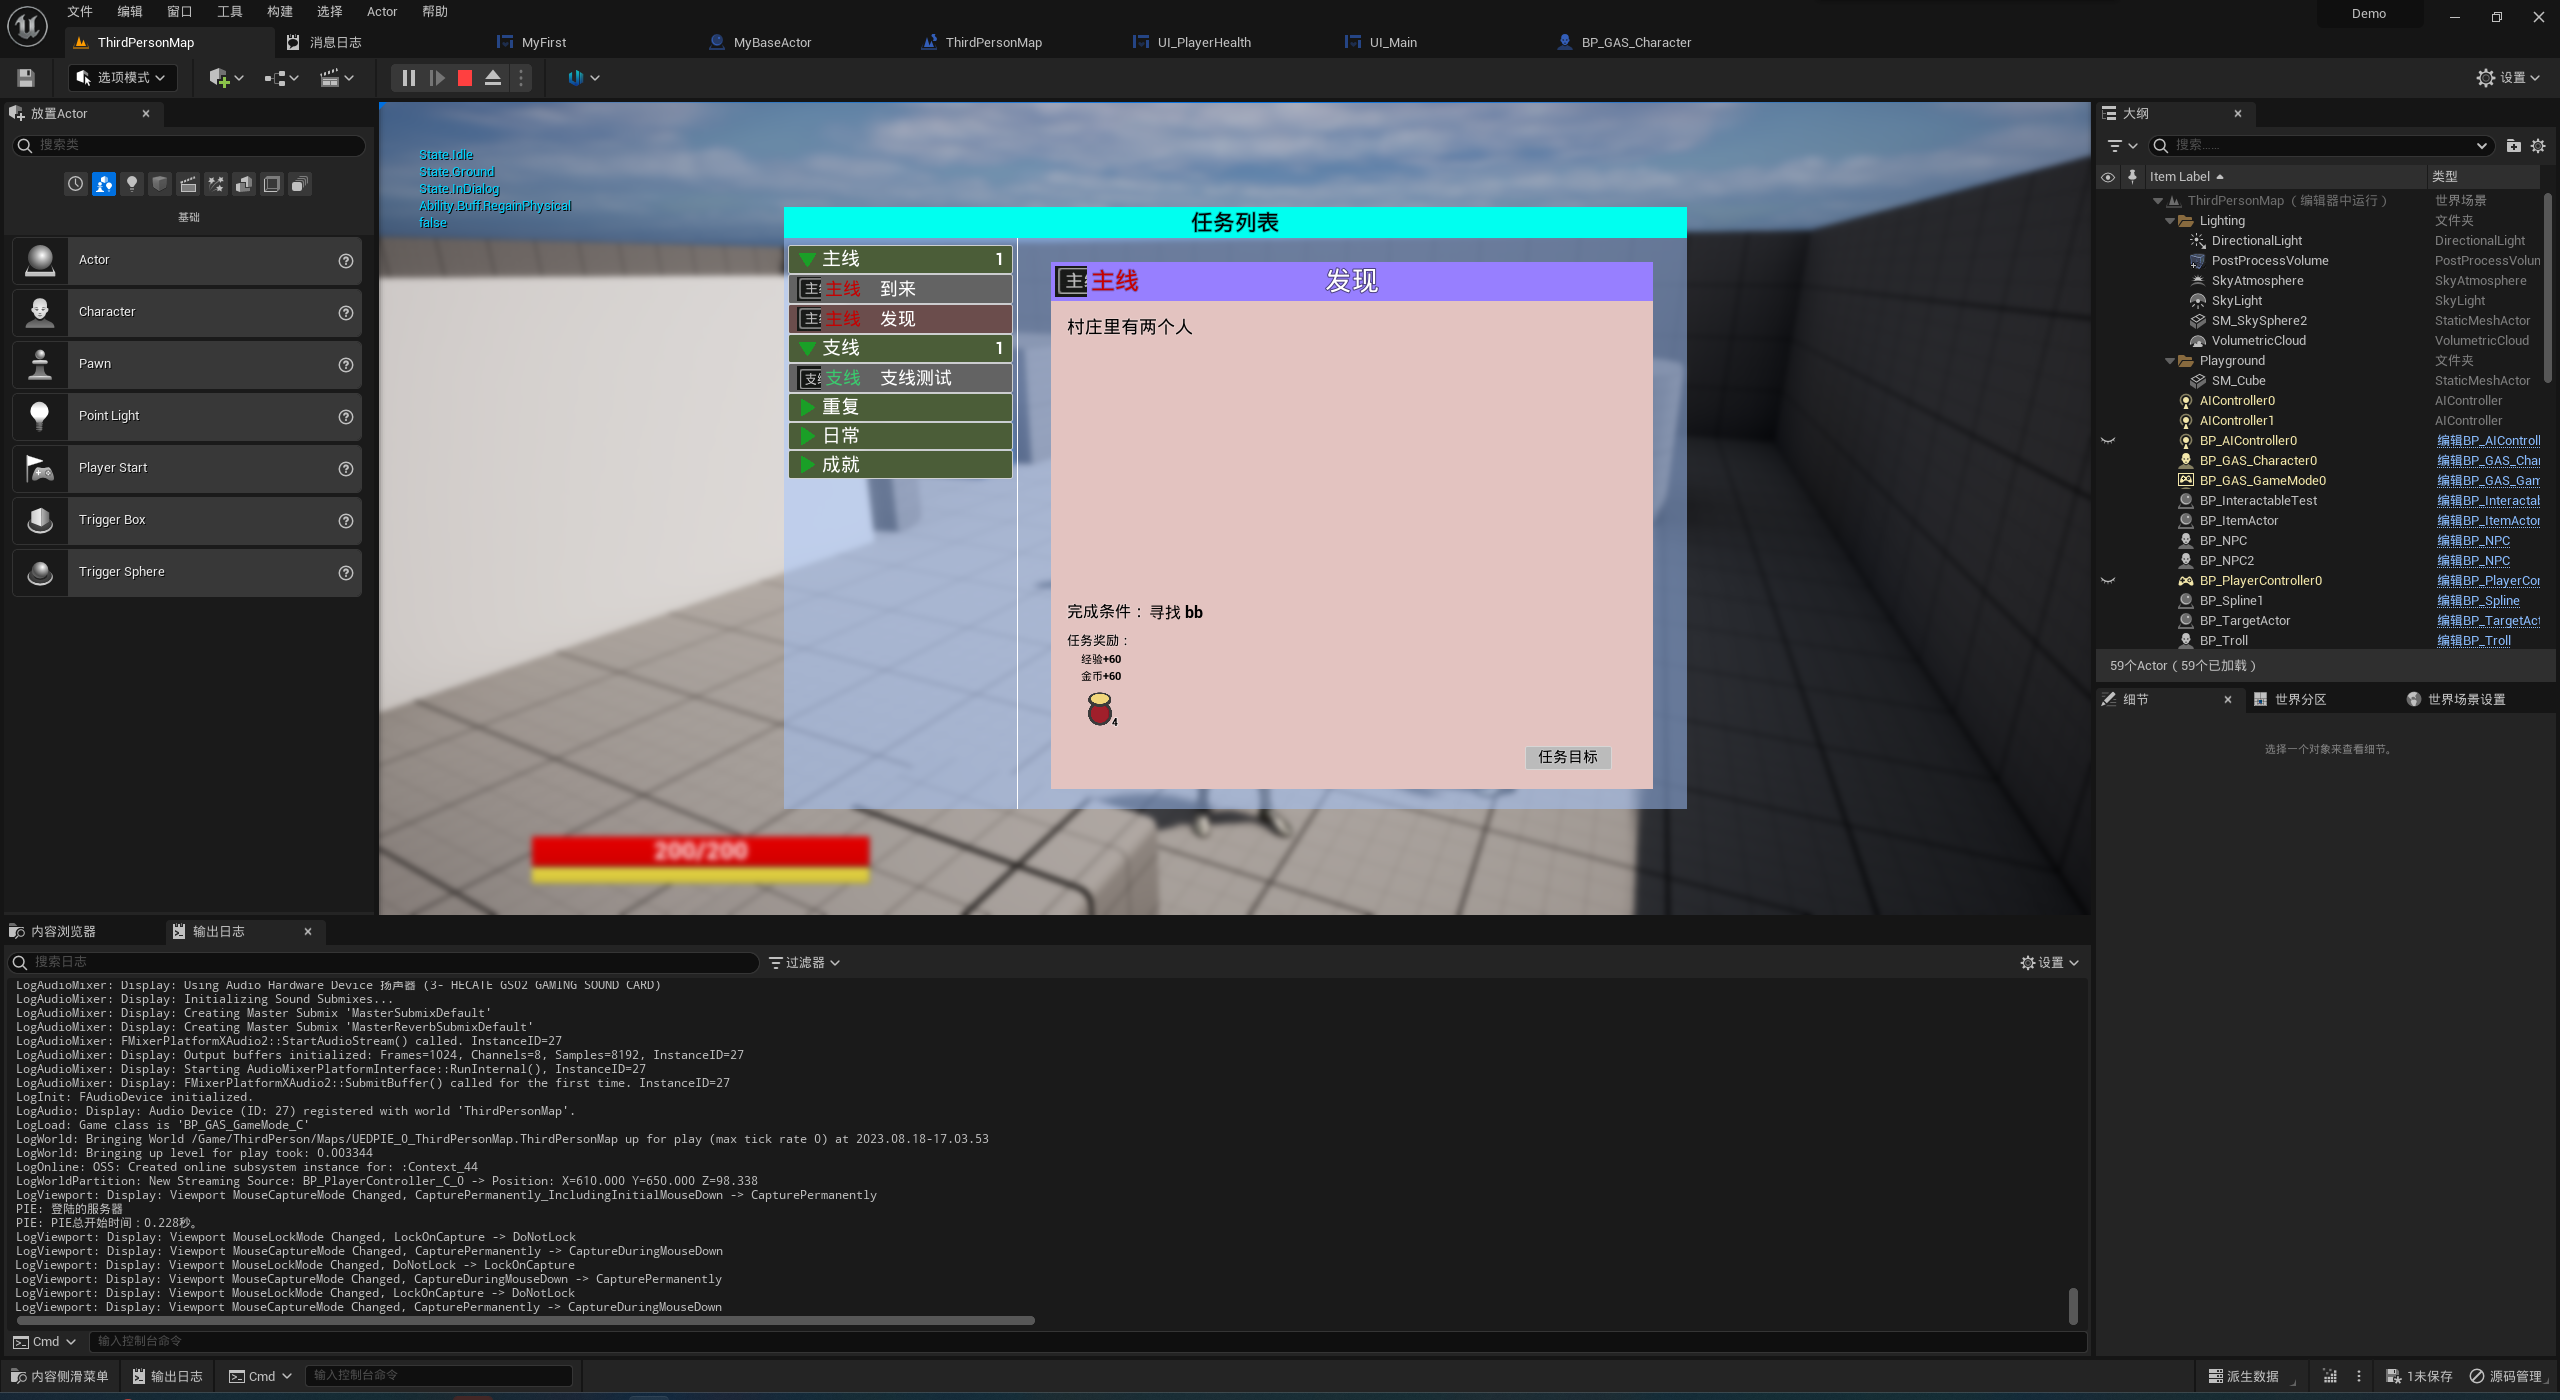 文件 编辑 窗口 工具 构建 选择 Actor 帮助
Demo
ThirdPersonMap 消息日志 MyFirst MyBaseActor ThirdPersonMap UI_PlayerHealth UI_Main BP_GAS_Character
选项模式
设置
放置Actor
搜索类
基础
Actor
Character
Pawn
Point Light
Player Start
Trigger Box
Trigger Sphere
State.Idle
State.Ground
State.InDialog
Ability.Buff.RegainPhysical
false
任务列表
主线 1
主线 到来
主线 发现
支线 1
支线 支线测试
重复
日常
成就
主线 发现
村庄里有两个人
完成条件： 寻找 bb
任务奖励：
经验+60
金币+60
4
任务目标
200/200
大纲
搜索……
Item Label 类型
ThirdPersonMap （编辑器中运行） 世界场景
Lighting 文件夹
DirectionalLight DirectionalLight
PostProcessVolume PostProcessVolun
SkyAtmosphere SkyAtmosphere
SkyLight SkyLight
SM_SkySphere2 StaticMeshActor
VolumetricCloud VolumetricCloud
Playground 文件夹
SM_Cube StaticMeshActor
AIController0 AIController
AIController1 AIController
BP_AIController0 编辑BP_AIControll
BP_GAS_Character0 编辑BP_GAS_Char
BP_GAS_GameMode0 编辑BP_GAS_Gam
BP_InteractableTest 编辑BP_Interactab
BP_ItemActor 编辑BP_ItemActor
BP_NPC 编辑BP_NPC
BP_NPC2 编辑BP_NPC
BP_PlayerController0 编辑BP_PlayerCor
BP_Spline1 编辑BP_Spline
BP_TargetActor 编辑BP_TargetAct
BP_Troll 编辑BP_Troll
59个Actor（59个已加载）
细节 世界分区 世界场景设置
选择一个对象来查看细节。
内容浏览器 输出日志
搜索日志 过滤器 设置
LogAudioMixer: Display: Using Audio Hardware Device 扬声器 (3- HECATE GS02 GAMING SOUND CARD)
LogAudioMixer: Display: Initializing Sound Submixes...
LogAudioMixer: Display: Creating Master Submix 'MasterSubmixDefault'
LogAudioMixer: Display: Creating Master Submix 'MasterReverbSubmixDefault'
LogAudioMixer: FMixerPlatformXAudio2::StartAudioStream() called. InstanceID=27
LogAudioMixer: Display: Output buffers initialized: Frames=1024, Channels=8, Samples=8192, InstanceID=27
LogAudioMixer: Display: Starting AudioMixerPlatformInterface::RunInternal(), InstanceID=27
LogAudioMixer: Display: FMixerPlatformXAudio2::SubmitBuffer() called for the first time. InstanceID=27
LogInit: FAudioDevice initialized.
LogAudio: Display: Audio Device (ID: 27) registered with world 'ThirdPersonMap'.
LogLoad: Game class is 'BP_GAS_GameMode_C'
LogWorld: Bringing World /Game/ThirdPerson/Maps/UEDPIE_0_ThirdPersonMap.ThirdPersonMap up for play (max tick rate 0) at 2023.08.18-17.03.53
LogWorld: Bringing up level for play took: 0.003344
LogOnline: OSS: Created online subsystem instance for: :Context_44
LogWorldPartition: New Streaming Source: BP_PlayerController_C_0 -> Position: X=610.000 Y=650.000 Z=98.338
LogViewport: Display: Viewport MouseCaptureMode Changed, CapturePermanently_IncludingInitialMouseDown -> CapturePermanently
PIE: 登陆的服务器
PIE: PIE总开始时间：0.228秒。
LogViewport: Display: Viewport MouseLockMode Changed, LockOnCapture -> DoNotLock
LogViewport: Display: Viewport MouseCaptureMode Changed, CapturePermanently -> CaptureDuringMouseDown
LogViewport: Display: Viewport MouseLockMode Changed, DoNotLock -> LockOnCapture
LogViewport: Display: Viewport MouseCaptureMode Changed, CaptureDuringMouseDown -> CapturePermanently
LogViewport: Display: Viewport MouseLockMode Changed, LockOnCapture -> DoNotLock
LogViewport: Display: Viewport MouseCaptureMode Changed, CapturePermanently -> CaptureDuringMouseDown
Cmd 输入控制台命令
内容侧滑菜单 输出日志 Cmd 输入控制台命令 派生数据 1未保存 源码管理